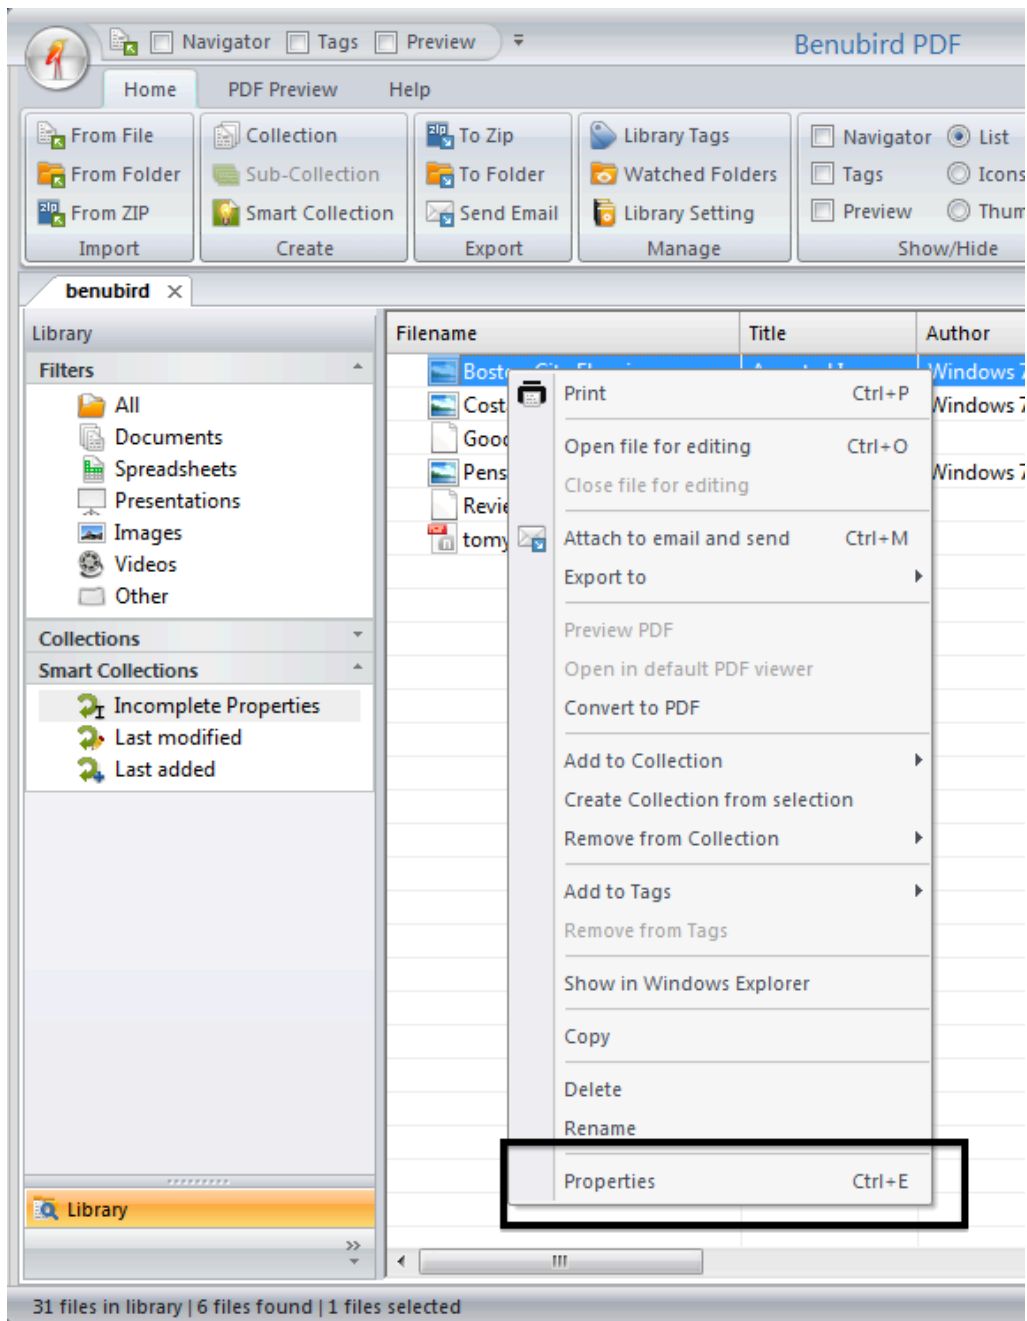 Navigator Tags Preview
Benubird PDF
Home PDF Preview Help
From File Collection To Zip Library Tags Navigator List
From Folder Sub-Collection To Folder Watched Folders Tags Icons
From ZIP Smart Collection Send Email Library Setting Preview
Import Create Export Manage Show/Hide
benubird
Library Filename Title Author
Filters
All
Documents
Spreadsheets
Presentations
Images
Videos
Other
Collections
Smart Collections
Incomplete Properties
Last modified
Last added
Windows 7
Cost Windows 7
Windows 7
tomy
Print Ctrl+P
Open file for editing Ctrl+O
Close file for editing
Attach to email and send Ctrl+M
Export to
Preview PDF
Open in default PDF viewer
Convert to PDF
Add to Collection
Create Collection from selection
Remove from Collection
Add to Tags
Remove from Tags
Show in Windows Explorer
Copy
Delete
Rename
Properties Ctrl+E
Library
31 files in library | 6 files found | 1 files selected